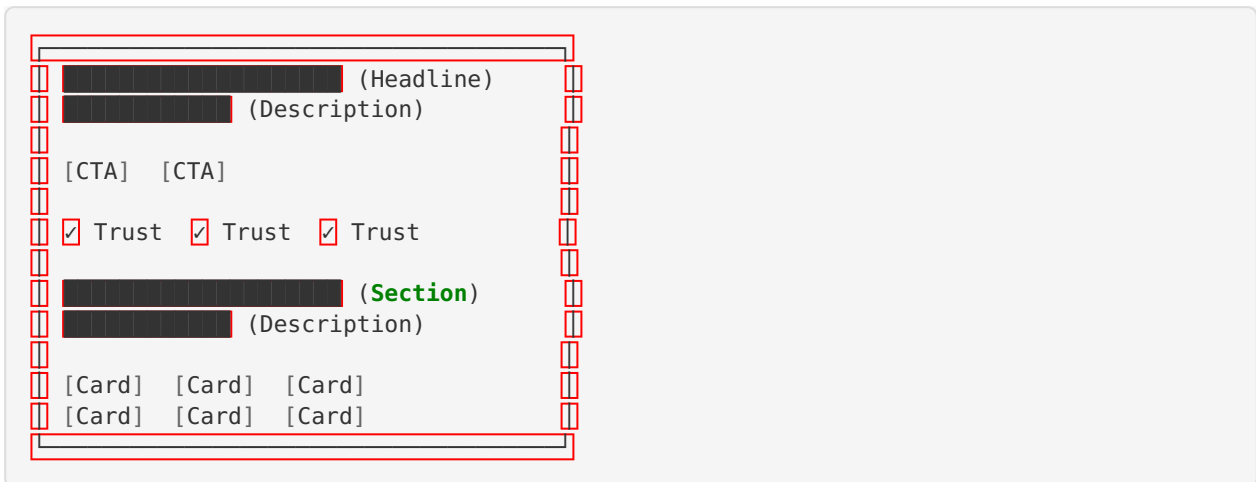 ┌─────────────────────────────────┐
│ ████████████████████ (Headline) │
│ ████████████ (Description) │
│ │
│ [CTA] [CTA] │
│ │
│ ✓ Trust ✓ Trust ✓ Trust │
│ │
│ ████████████████████ (Section) │
│ ████████████ (Description) │
│ │
│ [Card] [Card] [Card] │
│ [Card] [Card] [Card] │
└─────────────────────────────────┘